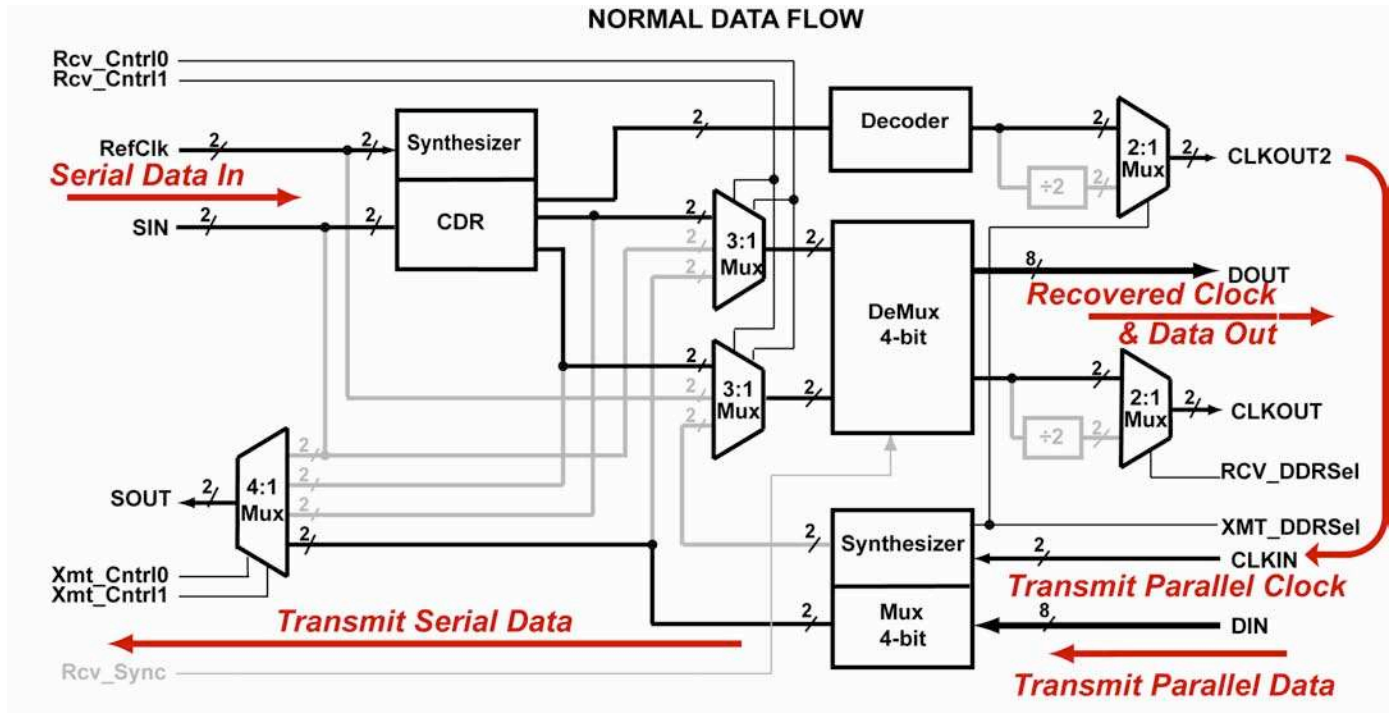 NORMAL DATA FLOW
Rcv_Cntrl0
Rcv_Cntrl1
RefClk
2
2
Synthesizer
CDR
Serial Data In
SIN
2
2
Decoder
2
2
÷2
2
2:1
Mux
2
CLKOUT2
2
2
2
3:1
Mux
2
DeMux
4-bit
8
DOUT
Recovered Clock
& Data Out
2
2
2
3:1
Mux
2
2
÷2
2
2:1
Mux
2
CLKOUT
RCV_DDRSel
SOUT
2
4:1
Mux
2
2
2
2
Xmt_Cntrl0
Xmt_Cntrl1
2
Synthesizer
XMT_DDRSel
2
CLKIN
Transmit Parallel Clock
Transmit Serial Data
2
Mux
4-bit
8
DIN
Rcv_Sync
Transmit Parallel Data